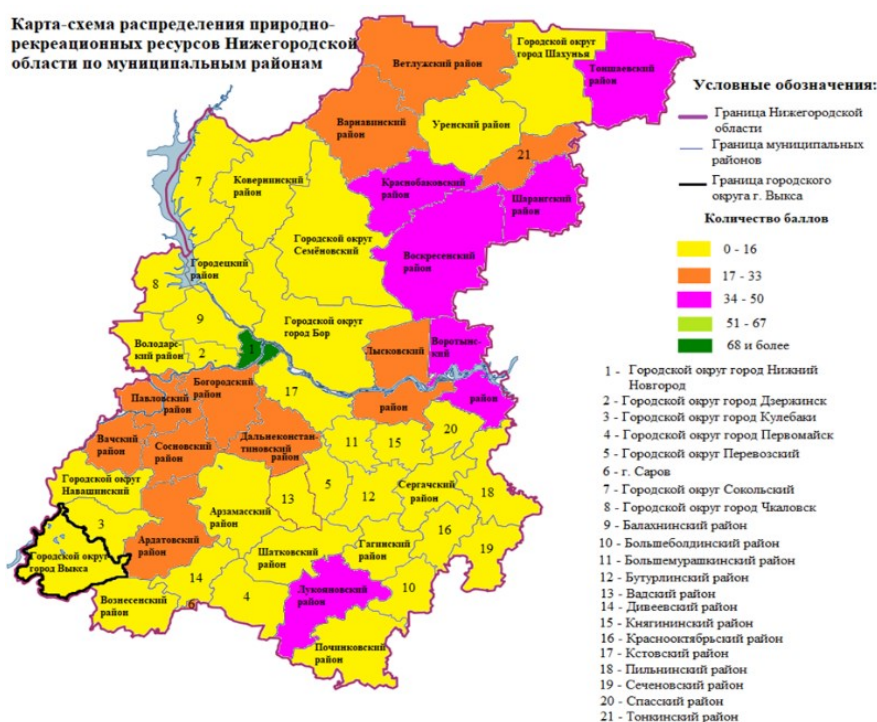 Карта-схема распределения природно-
рекреационных ресурсов Нижегородской
области по муниципальным районам
Ветлужский район
Городской округ
город Шахунья
Тоншаевский
район
Варнавинский
район
Уренский район
21
Краснобаковский
район
Шарангский
район
7
Ковернинский
район
Городской округ
Семёновский
Воскресенский
район
Городецкий
район
8
9
Городской округ
город Бор
Володарс-
кий район
2
1
Лысковский
район
Воротынс-
кий
район
Богородский
район
17
Павловский
район
Вачский
район
Сосновский
район
Дальнеконстан-
тиновский
район
11
15
20
Городской округ
Навашинский
3
Арзамасский
район
13
5
12
Сергачский
район
18
16
19
Городской округ
город Выкса
Ардатовский
район
Шатковский
район
Гагинский
район
14
4
10
Вознесенский
район
6
Лукояновский
район
Починковский
район
Условные обозначения:
Граница Нижегородской
области
Граница муниципальных
районов
Граница городского
округа г. Выкса
Количество баллов
0 - 16
17 - 33
34 - 50
51 - 67
68 и более
1 - Городской округ город Нижний
Новгород
2 - Городской округ город Дзержинск
3 - Городской округ город Кулебаки
4 - Городской округ город Первомайск
5 - Городской округ Перевозский
6 - г. Саров
7 - Городской округ Сокольский
8 - Городской округ город Чкаловск
9 - Балахнинский район
10 - Большеболдинский район
11 - Большемурашкинский район
12 - Бутурлинский район
13 - Вадский район
14 - Дивеевский район
15 - Княгининский район
16 - Краснооктябрьский район
17 - Кстовский район
18 - Пильнинский район
19 - Сеченовский район
20 - Спасский район
21 - Тонкинский район